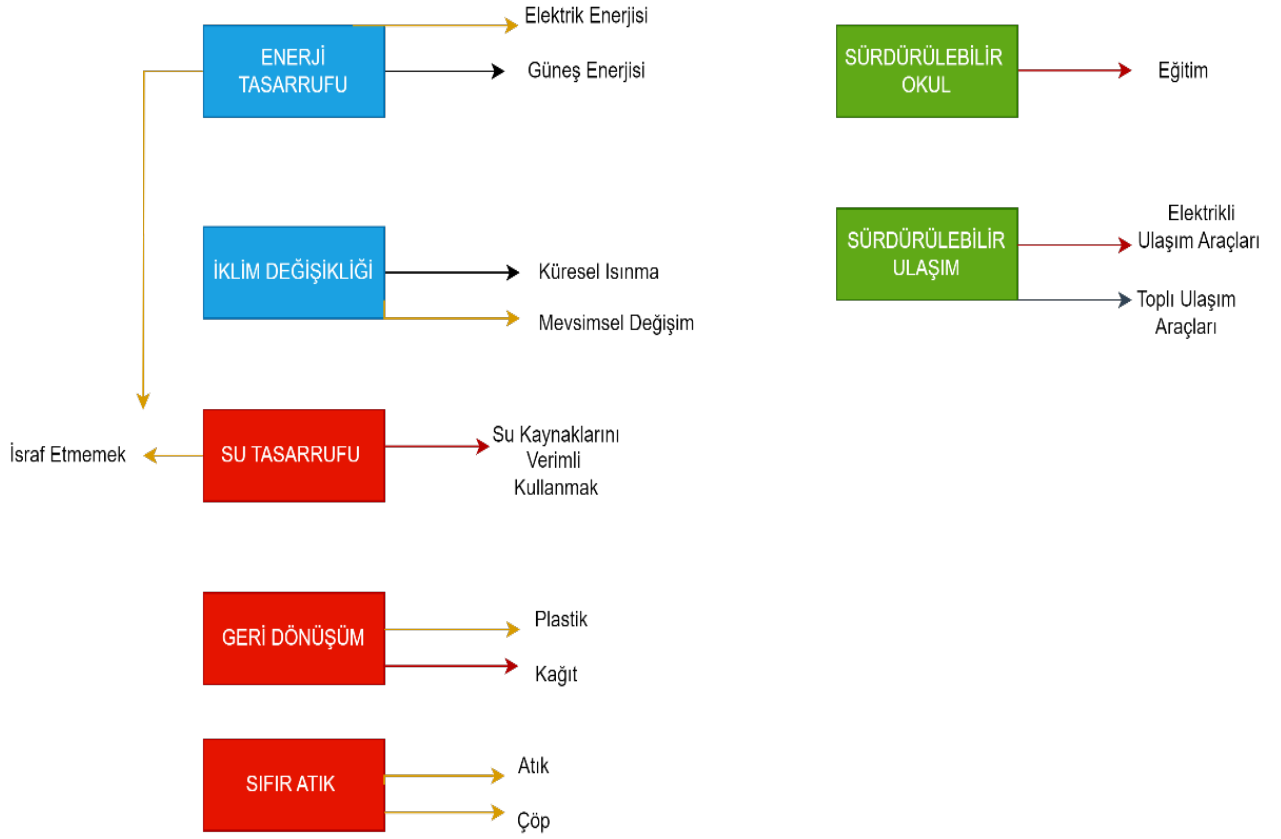 Elektrik Enerjisi
ENERJİ
TASARRUFU
Güneş Enerjisi
SÜRDÜRÜLEBİLİR
OKUL
Eğitim
İKLİM DEĞİŞİKLİĞİ
Küresel Isınma
Mevsimsel Değişim
SÜRDÜRÜLEBİLİR
ULAŞIM
Elektrikli
Ulaşım Araçları
Toplı Ulaşım
Araçları
İsraf Etmemek
SU TASARRUFU
Su Kaynaklarını
Verimli
Kullanmak
GERİ DÖNÜŞÜM
Plastik
Kağıt
SIFIR ATIK
Atık
Çöp